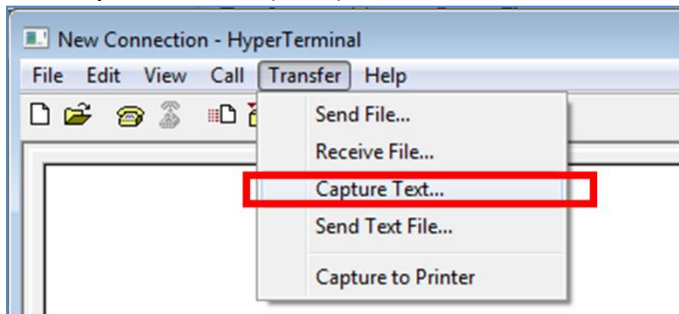 New Connection - HyperTerminal
File Edit View Call Transfer Help
Send File...
Receive File...
Capture Text...
Send Text File...
Capture to Printer